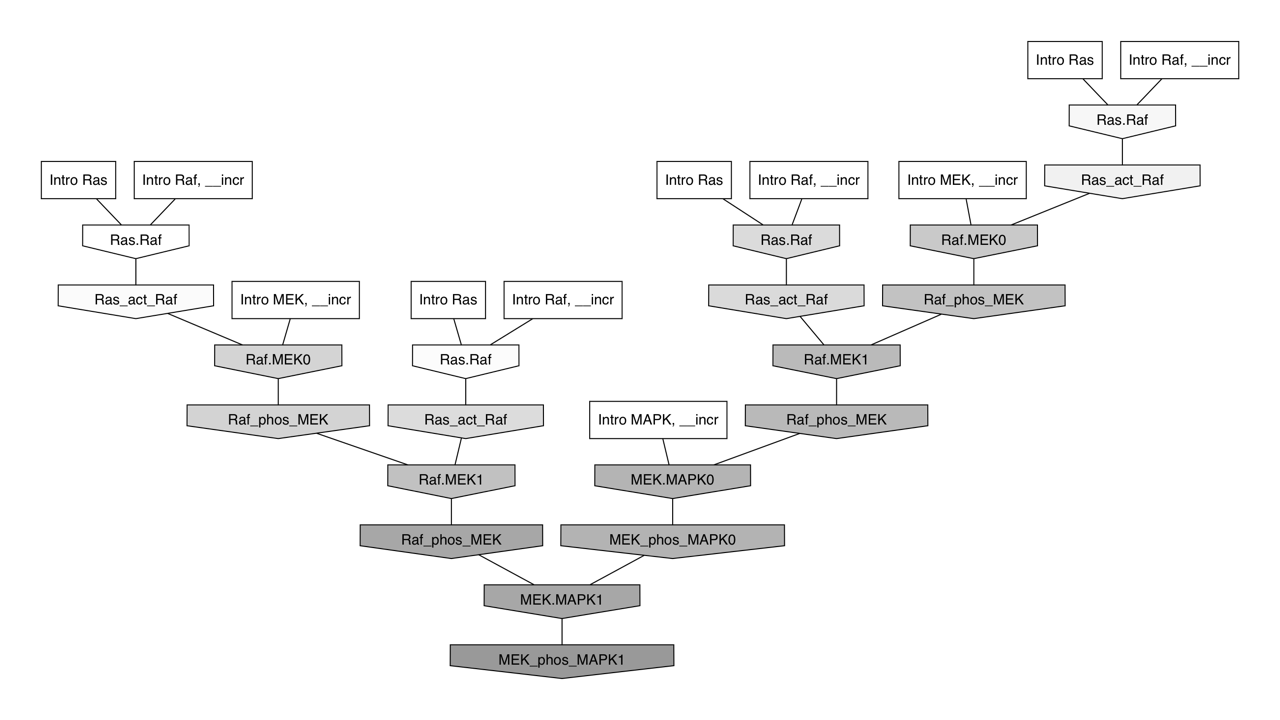 Intro Ras
Intro Raf, __incr
Ras.Raf
Intro Ras
Intro Raf, __incr
Intro Ras
Intro Raf, __incr
Intro MEK, __incr
Ras_act_Raf
Ras.Raf
Ras.Raf
Raf.MEK0
Ras_act_Raf
Intro MEK, __incr
Intro Ras
Intro Raf, __incr
Ras_act_Raf
Raf_phos_MEK
Raf.MEK0
Ras.Raf
Raf.MEK1
Raf_phos_MEK
Ras_act_Raf
Intro MAPK, __incr
Raf_phos_MEK
Raf.MEK1
MEK.MAPK0
Raf_phos_MEK
MEK_phos_MAPK0
MEK.MAPK1
MEK_phos_MAPK1